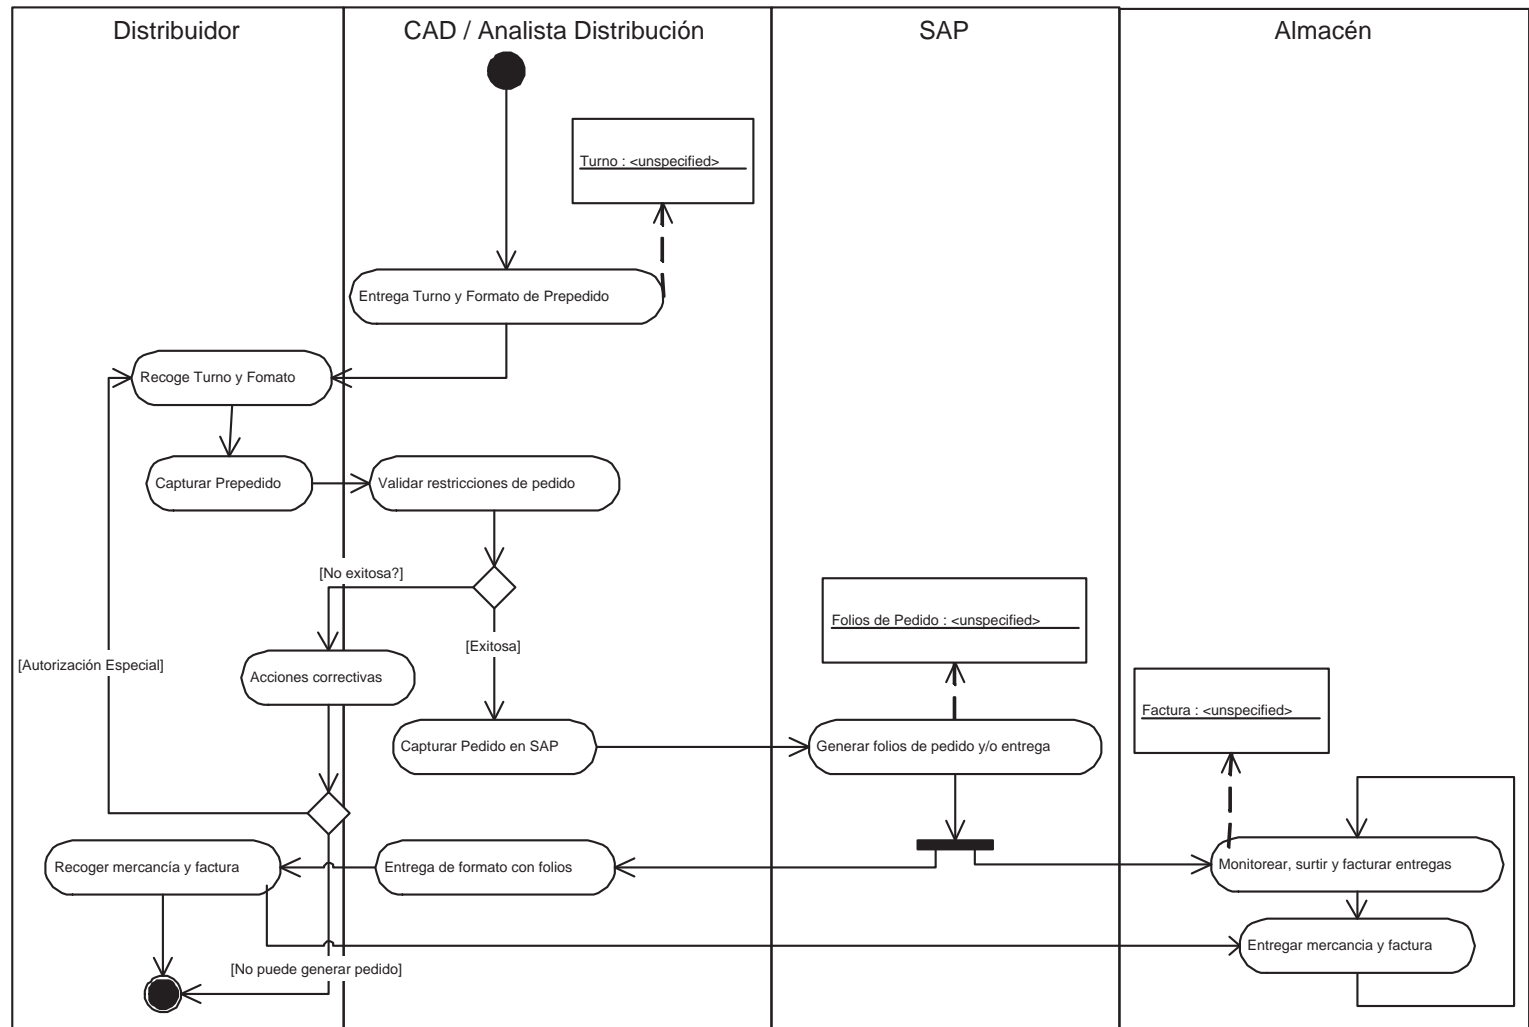 Distribuidor
CAD / Analista Distribución
SAP
Almacén
Turno : <unspecified>
Entrega Turno y Formato de Prepedido
Recoge Turno y Fomato
Capturar Prepedido
Validar restricciones de pedido
[No exitosa?]
[Exitosa]
Folios de Pedido : <unspecified>
[Autorización Especial]
Acciones correctivas
Factura : <unspecified>
Capturar Pedido en SAP
Generar folios de pedido y/o entrega
Recoger mercancía y factura
Entrega de formato con folios
Monitorear, surtir y facturar entregas
Entregar mercancia y factura
[No puede generar pedido]